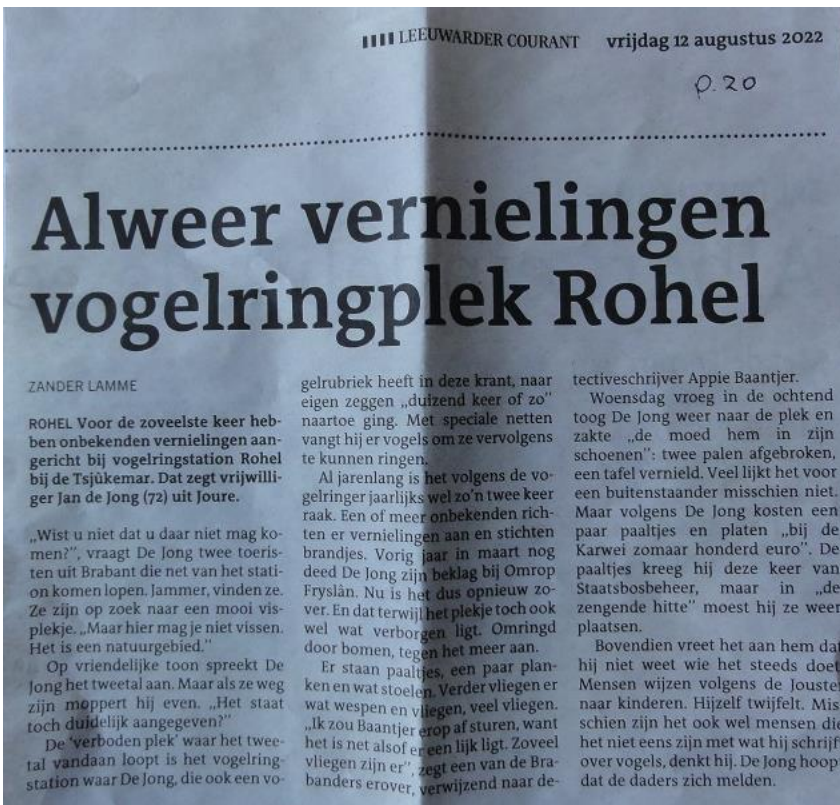 LEEUWARDER COURANT vrijdag 12 augustus 2022
p. 20
Alweer vernielingen
vogelringplek Rohel
ZANDER LAMME
ROHEL Voor de zoveelste keer heb-
ben onbekenden vernielingen aan-
gericht bij vogelringstation Rohel
bij de Tsjûkemar. Dat zegt vrijwilli-
ger Jan de Jong (72) uit Joure.
„Wist u niet dat u daar niet mag ko-
men?”, vraagt De Jong twee toeris-
ten uit Brabant die net van het stati-
on komen lopen. Jammer, vinden ze.
Ze zijn op zoek naar een mooi vis-
plekje. „Maar hier mag je niet vissen.
Het is een natuurgebied.”
Op vriendelijke toon spreekt De
Jong het tweetal aan. Maar als ze weg
zijn moppert hij even. „Het staat
toch duidelijk aangegeven?”
De ‘verboden plek’ waar het twee-
tal vandaan loopt is het vogelring-
station waar De Jong, die ook een vo-
gelrubriek heeft in deze krant, naar
eigen zeggen „duizend keer of zo”
naartoe ging. Met speciale netten
vangt hij er vogels om ze vervolgens
te kunnen ringen.
Al jarenlang is het volgens de vo-
gelringer jaarlijks wel zo’n twee keer
raak. Een of meer onbekenden rich-
ten er vernielingen aan en stichten
brandjes. Vorig jaar in maart nog
deed De Jong zijn beklag bij Omrop
Fryslân. Nu is het dus opnieuw zo-
ver. En dat terwijl het plekje toch ook
wel wat verborgen ligt. Omringd
door bomen, tegen het meer aan.
Er staan paaltjes, een paar plan-
ken en wat stoelen. Verder vliegen er
wat wespen en vliegen, veel vliegen.
„Ik zou Baantjer erop af sturen, want
het is net alsof er een lijk ligt. Zoveel
vliegen zijn er”, zegt een van de Bra-
banders erover, verwijzend naar de-
tectiveschrijver Appie Baantjer.
Woensdag vroeg in de ochtend
toog De Jong weer naar de plek en
zakte „de moed hem in zijn
schoenen”: twee palen afgebroken,
een tafel vernield. Veel lijkt het voor
een buitenstaander misschien niet.
Maar volgens De Jong kosten een
paar paaltjes en platen „bij de
Karwei zomaar honderd euro”. De
paaltjes kreeg hij deze keer van
Staatsbosbeheer, maar in „de
zengende hitte” moest hij ze weer
plaatsen.
Bovendien vreet het aan hem dat
hij niet weet wie het steeds doet.
Mensen wijzen volgens de Jouster
naar kinderen. Hijzelf twijfelt. Mis
schien zijn het ook wel mensen die
het niet eens zijn met wat hij schrijf
over vogels, denkt hij. De Jong hoop
dat de daders zich melden.